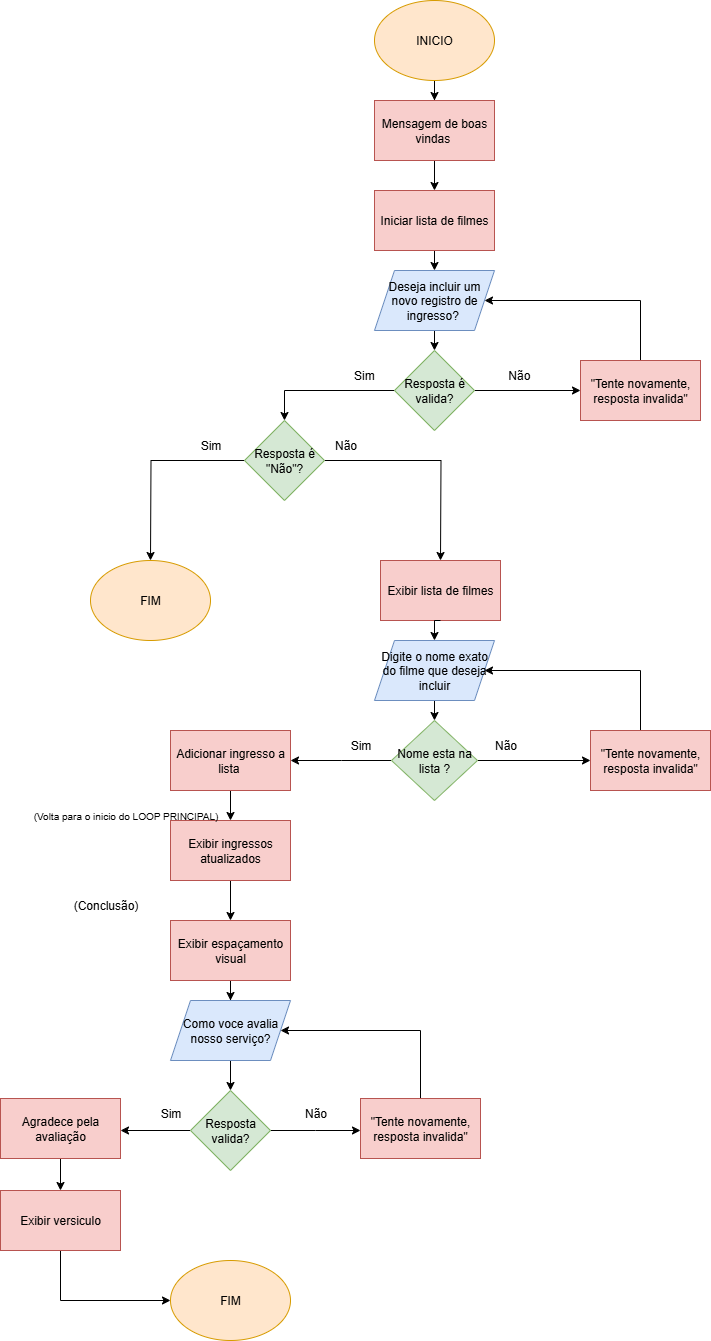 INICIO
Mensagem de boas
vindas
Iniciar lista de filmes
Deseja incluir um
novo registro de
ingresso?
Sim
Resposta é
valida?
Não
"Tente novamente,
resposta invalida"
Sim
Resposta é
"Não"?
Não
FIM
Exibir lista de filmes
Digite o nome exato
do filme que deseja
incluir
Adicionar ingresso a
lista
Sim
Nome esta na
lista ?
Não
"Tente novamente,
resposta invalida"
(Volta para o inicio do LOOP PRINCIPAL)
Exibir ingressos
atualizados
(Conclusão)
Exibir espaçamento
visual
Como voce avalia
nosso serviço?
Agradece pela
avaliação
Sim
Resposta
valida?
Não
"Tente novamente,
resposta invalida"
Exibir versiculo
FIM